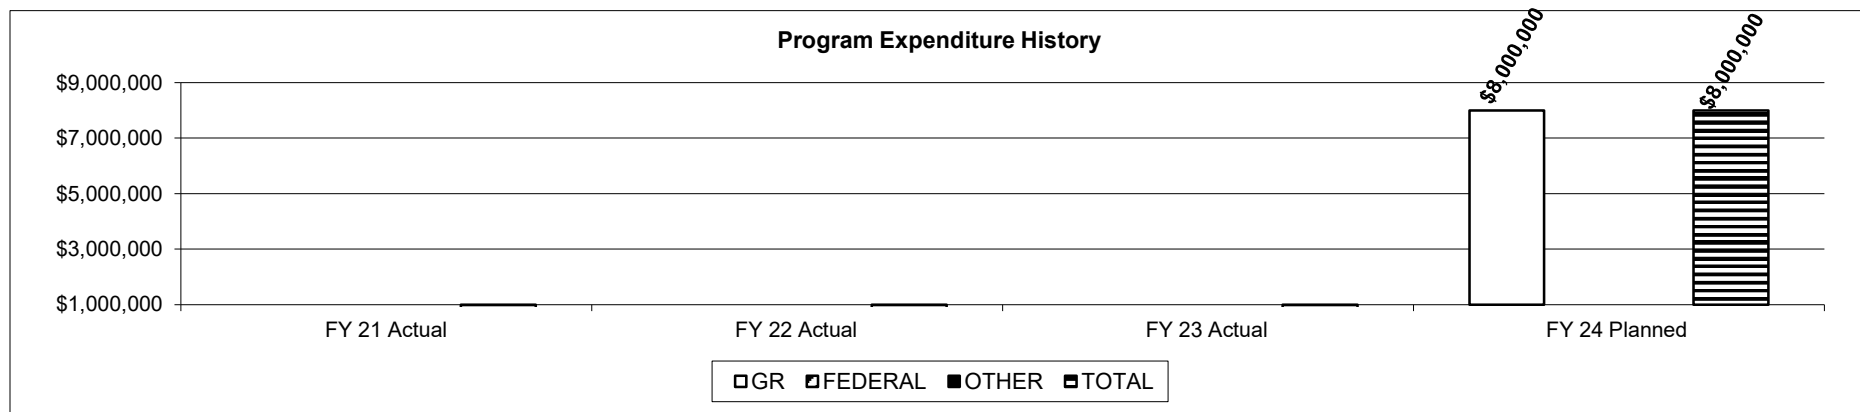 Program Expenditure History
$8,000,000
$8,000,000
$9,000,000
$7,000,000
$5,000,000
$3,000,000
$1,000,000
FY 21 Actual
FY 22 Actual
FY 23 Actual
FY 24 Planned
GR FEDERAL OTHER TOTAL